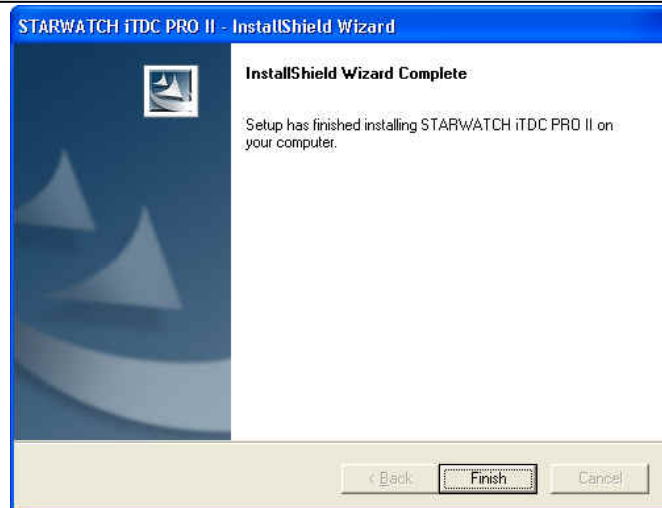 STARWATCH iTDC PRO II - InstallShield Wizard
InstallShield Wizard Complete
Setup has finished installing STARWATCH iTDC PRO II on
your computer.
< Back
Finish
Cancel